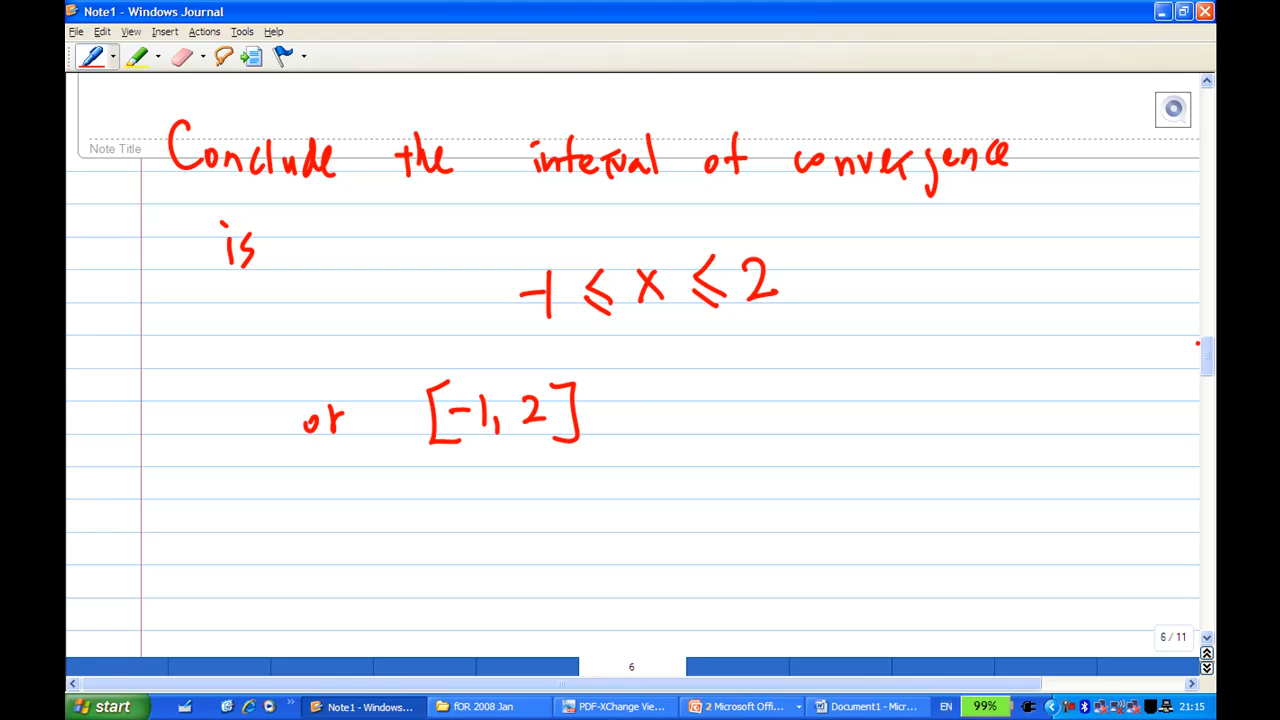 Note1 - Windows Journal
File Edit View Insert Actions Tools Help
Note Title
Conclude the interval of convergence
is
-1 ≤ x ≤ 2
or [-1, 2]
6 / 11
6
start Note1 - Windows... fOR 2008 Jan PDF-XChange Vie... 2 Microsoft Offi... Document1 - Micr... EN 99% 21:15